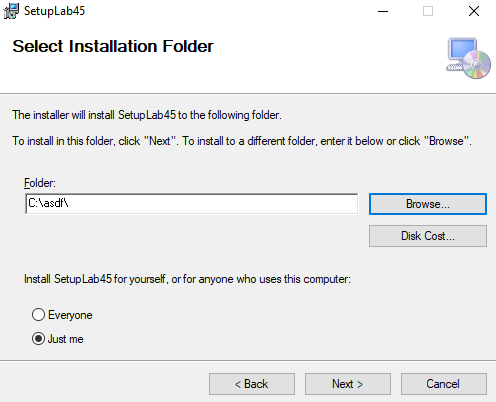 SetupLab45
Select Installation Folder
The installer will install SetupLab45 to the following folder.
To install in this folder, click "Next". To install to a different folder, enter it below or click "Browse".
Folder:
C:\asdf\
Browse...
Disk Cost...
Install SetupLab45 for yourself, or for anyone who uses this computer:
Everyone
Just me
< Back
Next >
Cancel